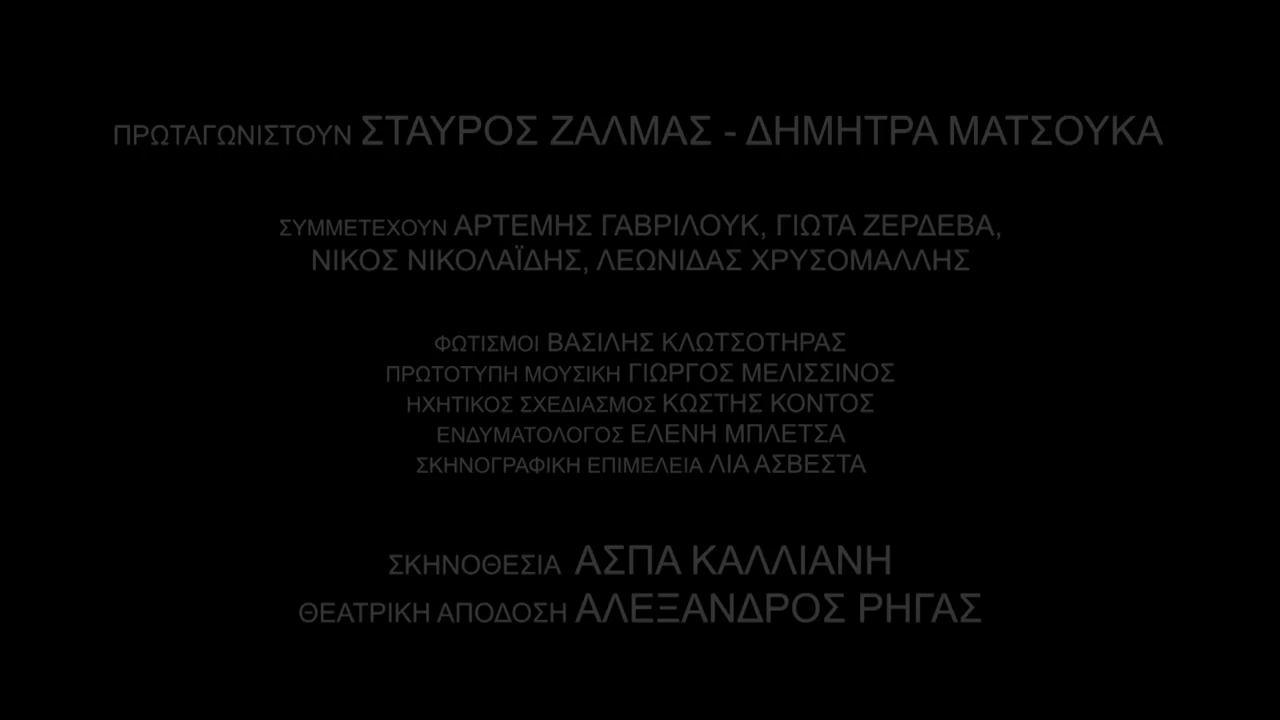 ΠΡΩΤΑΓΩΝΙΣΤΟΥΝ ΣΤΑΥΡΟΣ ΖΑΛΜΑΣ - ΔΗΜΗΤΡΑ ΜΑΤΣΟΥΚΑ
ΣΥΜΜΕΤΕΧΟΥΝ ΑΡΤΕΜΗΣ ΓΑΒΡΙΛΟΥΚ, ΓΙΩΤΑ ΖΕΡΔΕΒΑ,
ΝΙΚΟΣ ΝΙΚΟΛΑΪΔΗΣ, ΛΕΩΝΙΔΑΣ ΧΡΥΣΟΜΑΛΛΗΣ
ΦΩΤΙΣΜΟΙ ΒΑΣΙΛΗΣ ΚΛΩΤΣΟΤΗΡΑΣ
ΠΡΩΤΟΤΥΠΗ ΜΟΥΣΙΚΗ ΓΙΩΡΓΟΣ ΜΕΛΙΣΣΙΝΟΣ
ΗΧΗΤΙΚΟΣ ΣΧΕΔΙΑΣΜΟΣ ΚΩΣΤΗΣ ΚΟΝΤΟΣ
ΕΝΔΥΜΑΤΟΛΟΓΟΣ ΕΛΕΝΗ ΜΠΛΕΤΣΑ
ΣΚΗΝΟΓΡΑΦΙΚΗ ΕΠΙΜΕΛΕΙΑ ΛΙΑ ΑΣΒΕΣΤΑ
ΣΚΗΝΟΘΕΣΙΑ ΑΣΠΑ ΚΑΛΛΙΑΝΗ
ΘΕΑΤΡΙΚΗ ΑΠΟΔΟΣΗ ΑΛΕΞΑΝΔΡΟΣ ΡΗΓΑΣ